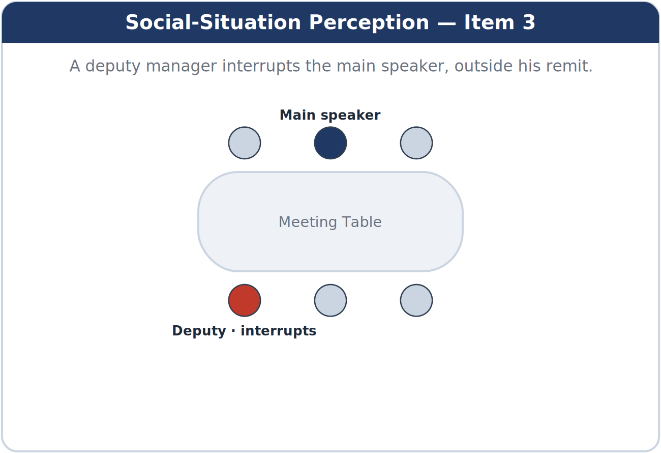 Social-Situation Perception — Item 3
A deputy manager interrupts the main speaker, outside his remit.
Main speaker
Meeting Table
Deputy · interrupts